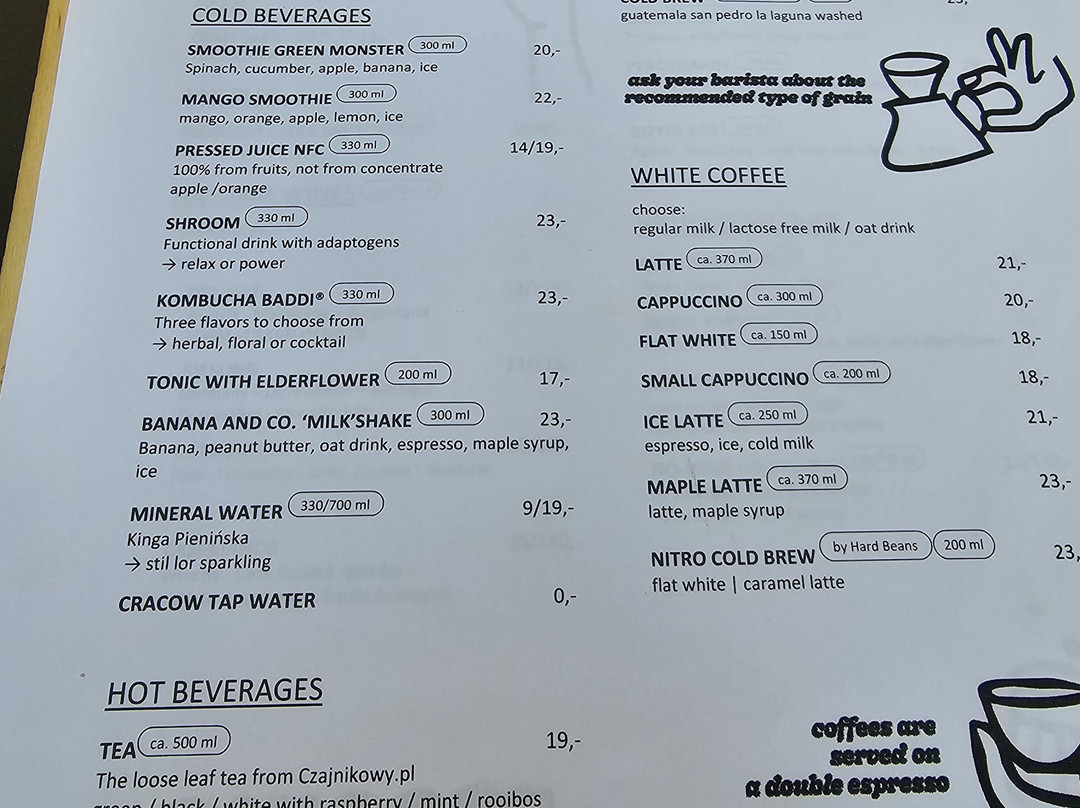 COLD BEVERAGES
SMOOTHIE GREEN MONSTER 300 ml 20,-
Spinach, cucumber, apple, banana, ice
MANGO SMOOTHIE 300 ml 22,-
mango, orange, apple, lemon, ice
PRESSED JUICE NFC 330 ml 14/19,-
100% from fruits, not from concentrate
apple /orange
SHROOM 330 ml 23,-
Functional drink with adaptogens
→ relax or power
KOMBUCHA BADDI® 330 ml 23,-
Three flavors to choose from
→ herbal, floral or cocktail
TONIC WITH ELDERFLOWER 200 ml 17,-
BANANA AND CO. ‘MILK’SHAKE 300 ml 23,-
Banana, peanut butter, oat drink, espresso, maple syrup,
ice
MINERAL WATER 330/700 ml 9/19,-
Kinga Pienińska
→ stil lor sparkling
CRACOW TAP WATER 0,-
HOT BEVERAGES
TEA ca. 500 ml 19,-
The loose leaf tea from Czajnikowy.pl
green / black / white with raspberry / mint / rooibos
guatemala san pedro la laguna washed
ask your barista about the
recommended type of grain
WHITE COFFEE
choose:
regular milk / lactose free milk / oat drink
LATTE ca. 370 ml 21,-
CAPPUCCINO ca. 300 ml 20,-
FLAT WHITE ca. 150 ml 18,-
SMALL CAPPUCCINO ca. 200 ml 18,-
ICE LATTE ca. 250 ml 21,-
espresso, ice, cold milk
MAPLE LATTE ca. 370 ml 23,-
latte, maple syrup
NITRO COLD BREW by Hard Beans 200 ml 23,
flat white | caramel latte
coffees are
served on
a double espresso